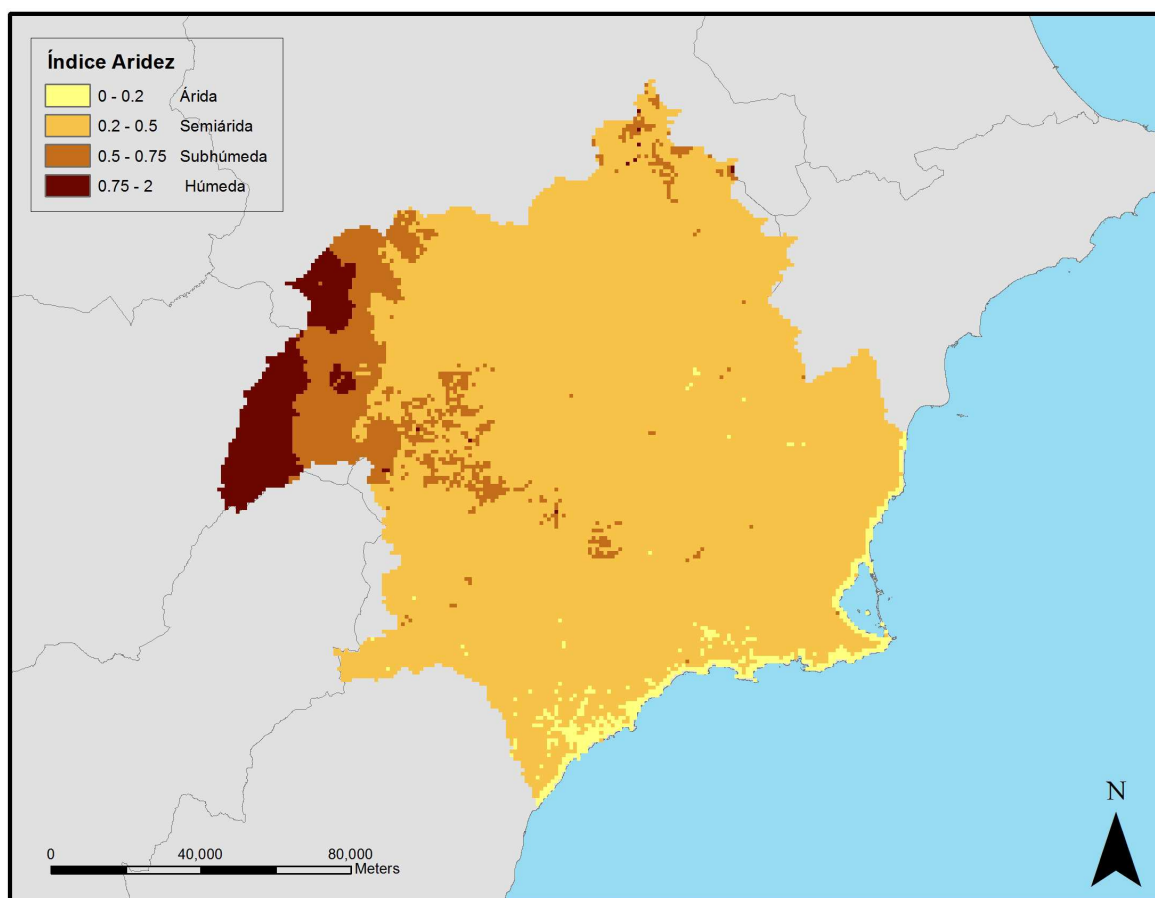 Índice Aridez
0 - 0.2 Árida
0.2 - 0.5 Semiárida
0.5 - 0.75 Subhúmeda
0.75 - 2 Húmeda
N
0 40,000 80,000
Meters